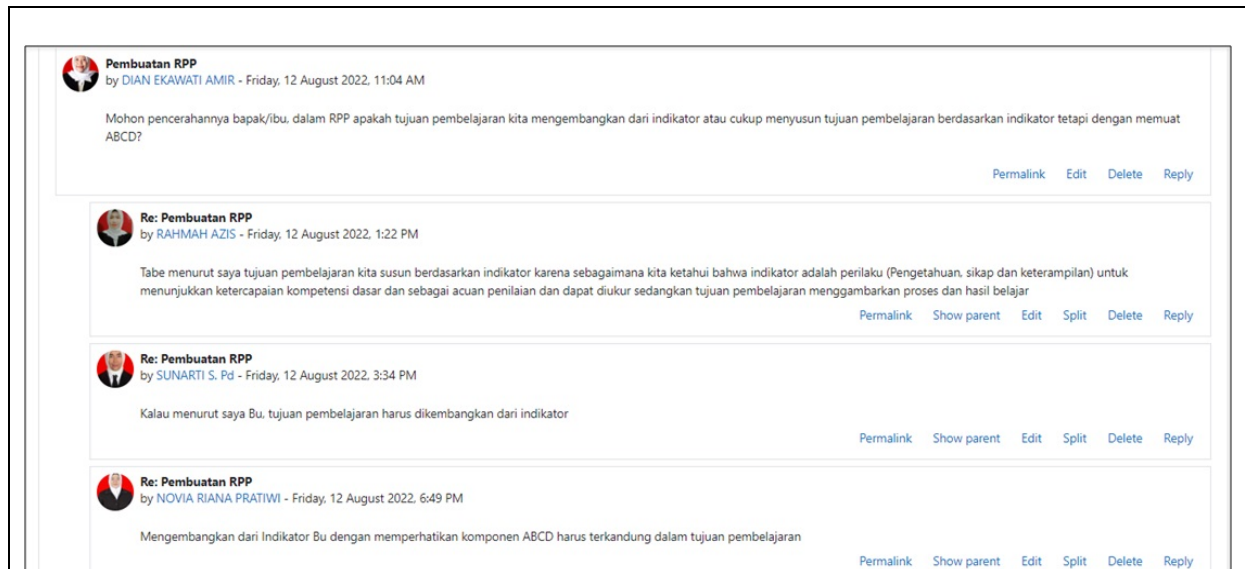 Pembuatan RPP
by DIAN EKAWATI AMIR - Friday, 12 August 2022, 11:04 AM
Mohon pencerahannya bapak/ibu, dalam RPP apakah tujuan pembelajaran kita mengembangkan dari indikator atau cukup menyusun tujuan pembelajaran berdasarkan indikator tetapi dengan memuat
ABCD?
Permalink Edit Delete Reply
Re: Pembuatan RPP
by RAHMAH AZIS - Friday, 12 August 2022, 1:22 PM
Tabe menurut saya tujuan pembelajaran kita susun berdasarkan indikator karena sebagaimana kita ketahui bahwa indikator adalah perilaku (Pengetahuan, sikap dan keterampilan) untuk
menunjukkan ketercapaian kompetensi dasar dan sebagai acuan penilaian dan dapat diukur sedangkan tujuan pembelajaran menggambarkan proses dan hasil belajar
Permalink Show parent Edit Split Delete Reply
Re: Pembuatan RPP
by SUNARTI S. Pd - Friday, 12 August 2022, 3:34 PM
Kalau menurut saya Bu, tujuan pembelajaran harus dikembangkan dari indikator
Permalink Show parent Edit Split Delete Reply
Re: Pembuatan RPP
by NOVIA RIANA PRATIWI - Friday, 12 August 2022, 6:49 PM
Mengembangkan dari Indikator Bu dengan memperhatikan komponen ABCD harus terkandung dalam tujuan pembelajaran
Permalink Show parent Edit Split Delete Reply